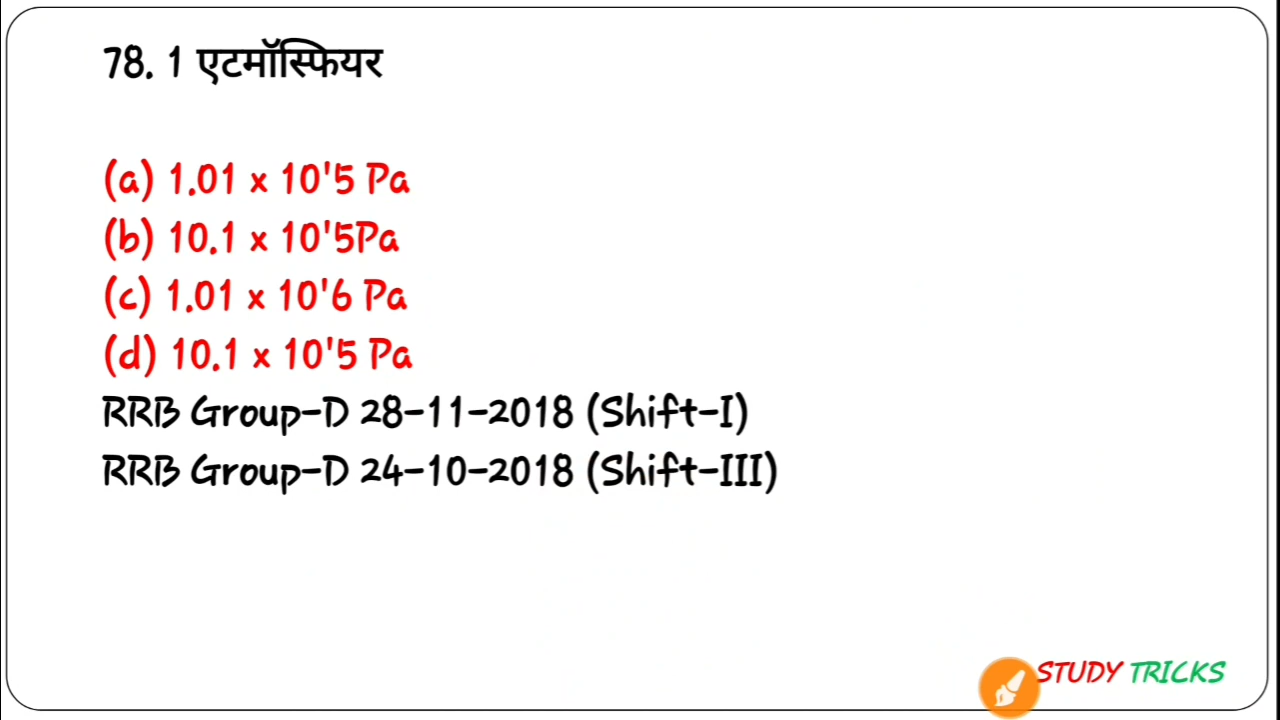 78. 1 एटमॉस्फियर
(a) 1.01 x 10'5 Pa
(b) 10.1 x 10'5Pa
(c) 1.01 x 10'6 Pa
(d) 10.1 x 10'5 Pa
RRB Group-D 28-11-2018 (Shift-I)
RRB Group-D 24-10-2018 (Shift-III)
STUDY TRICKS